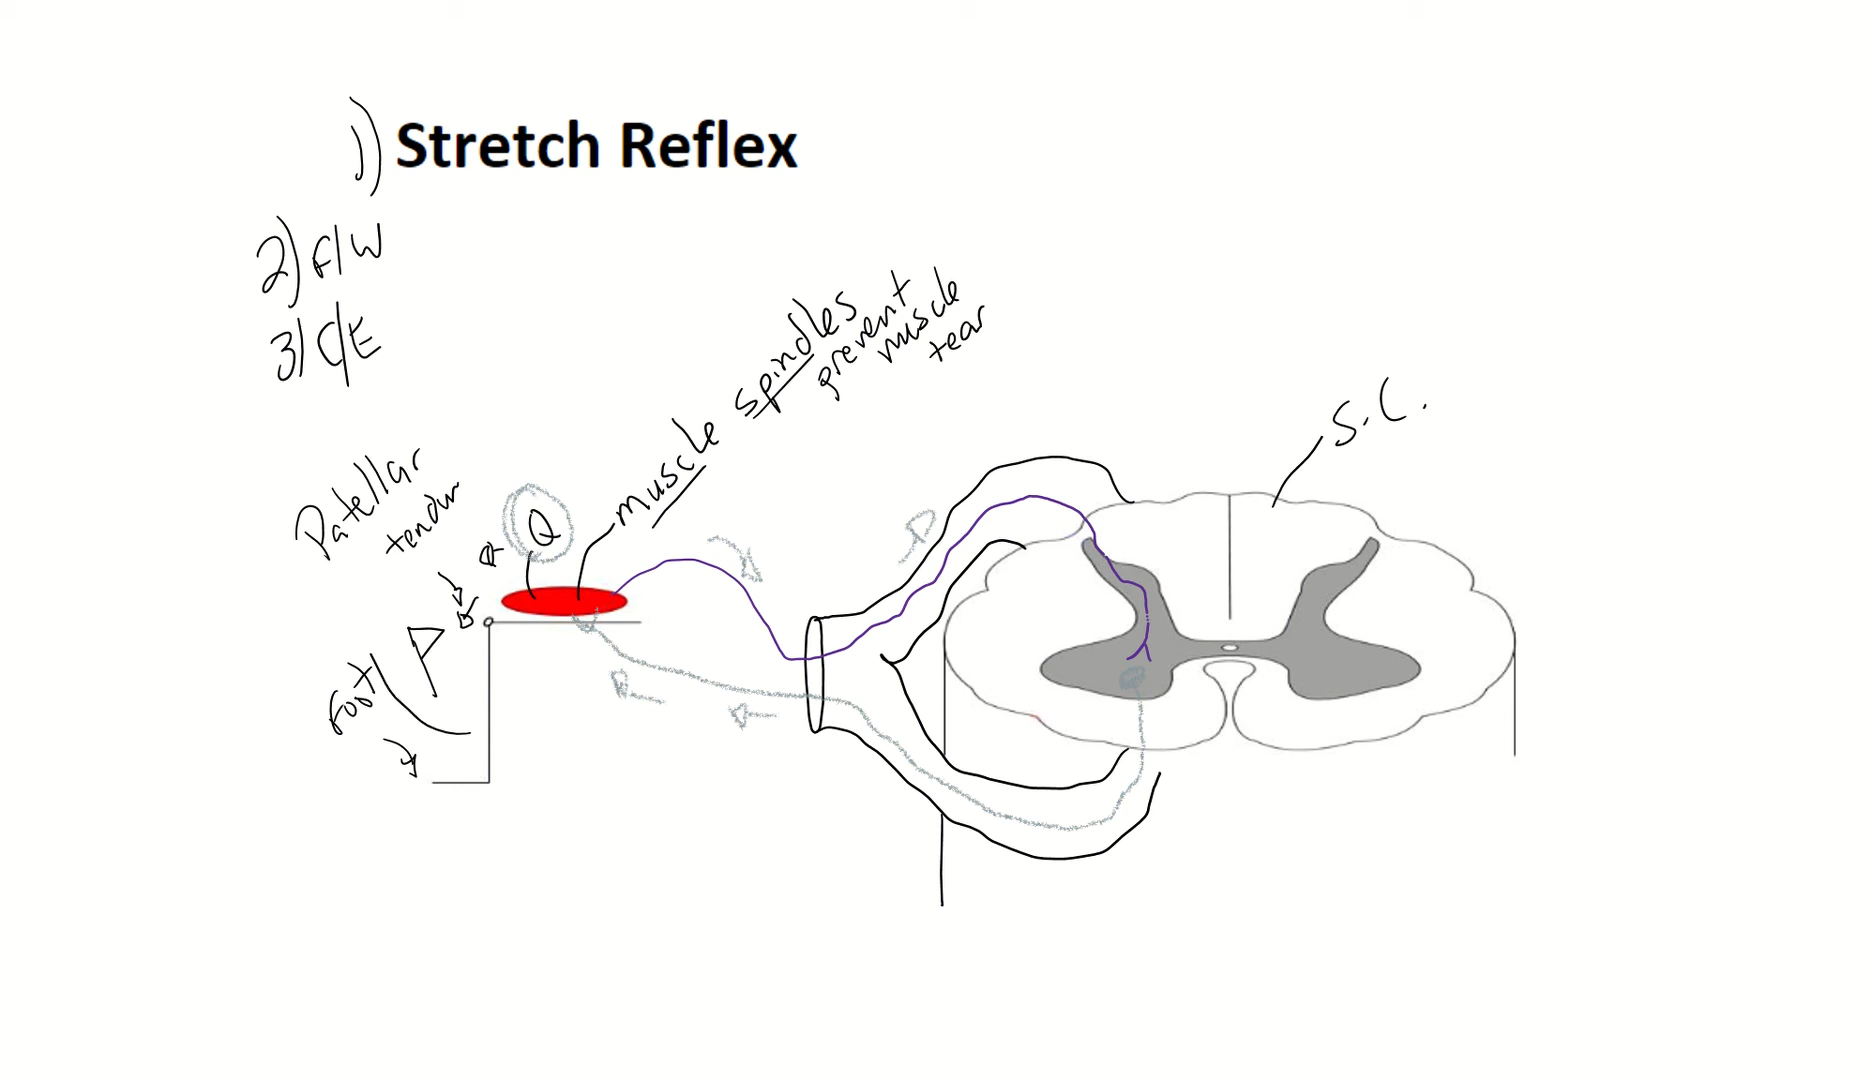 1) Stretch Reflex
2) F/W
3) C/E
muscle spindles
prevent
muscle
tear
S.C.
Patellar
tendon
Q
Foot